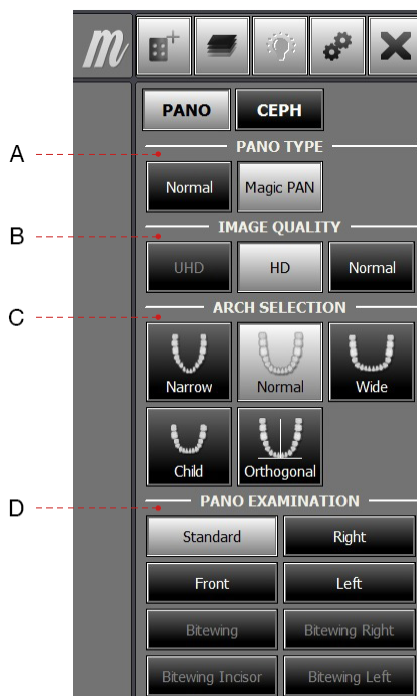 m
PANO CEPH
A PANO TYPE
Normal Magic PAN
B IMAGE QUALITY
UHD HD Normal
C ARCH SELECTION
Narrow Normal Wide
Child Orthogonal
D PANO EXAMINATION
Standard Right
Front Left
Bitewing Bitewing Right
Bitewing Incisor Bitewing Left